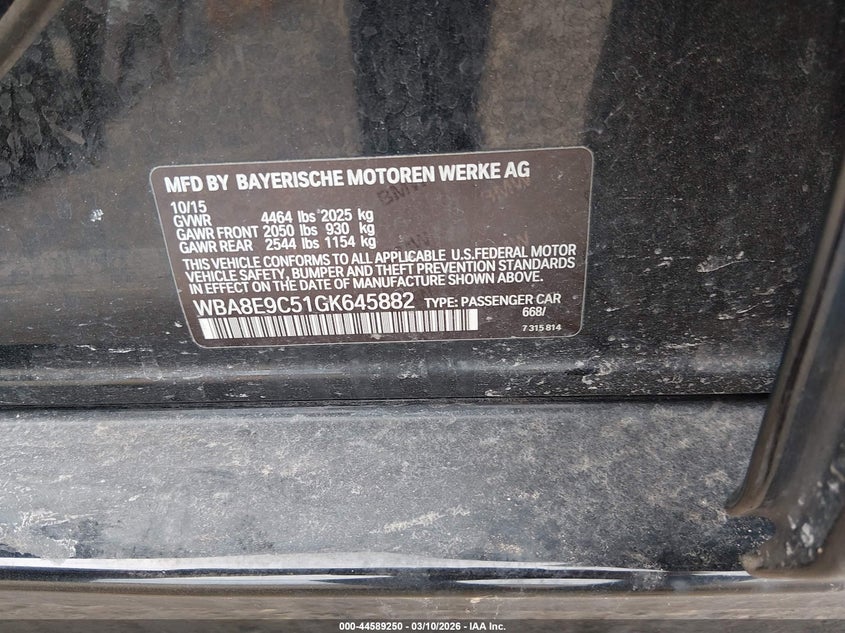 MFD BY BAYERISCHE MOTOREN WERKE AG
10/15
GVWR 4464 lbs 2025 kg
GAWR FRONT 2050 lbs 930 kg
GAWR REAR 2544 lbs 1154 kg
THIS VEHICLE CONFORMS TO ALL APPLICABLE U.S.FEDERAL MOTOR
VEHICLE SAFETY, BUMPER AND THEFT PREVENTION STANDARDS
IN EFFECT ON THE DATE OF MANUFACTURE SHOWN ABOVE.
WBA8E9C51GK645882 TYPE: PASSENGER CAR
668/
7 315 814
000-44589250 - 03/10/2026 - IAA Inc.